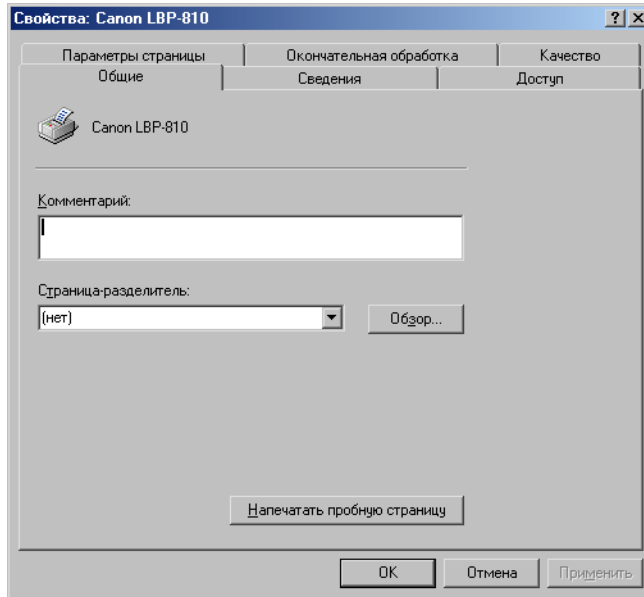 Свойства: Canon LBP-810
Параметры страницы Окончательная обработка Качество
Общие Сведения Доступ
Canon LBP-810
Комментарий:
Страница-разделитель:
(нет) Обзор...
Напечатать пробную страницу
OK Отмена Применить